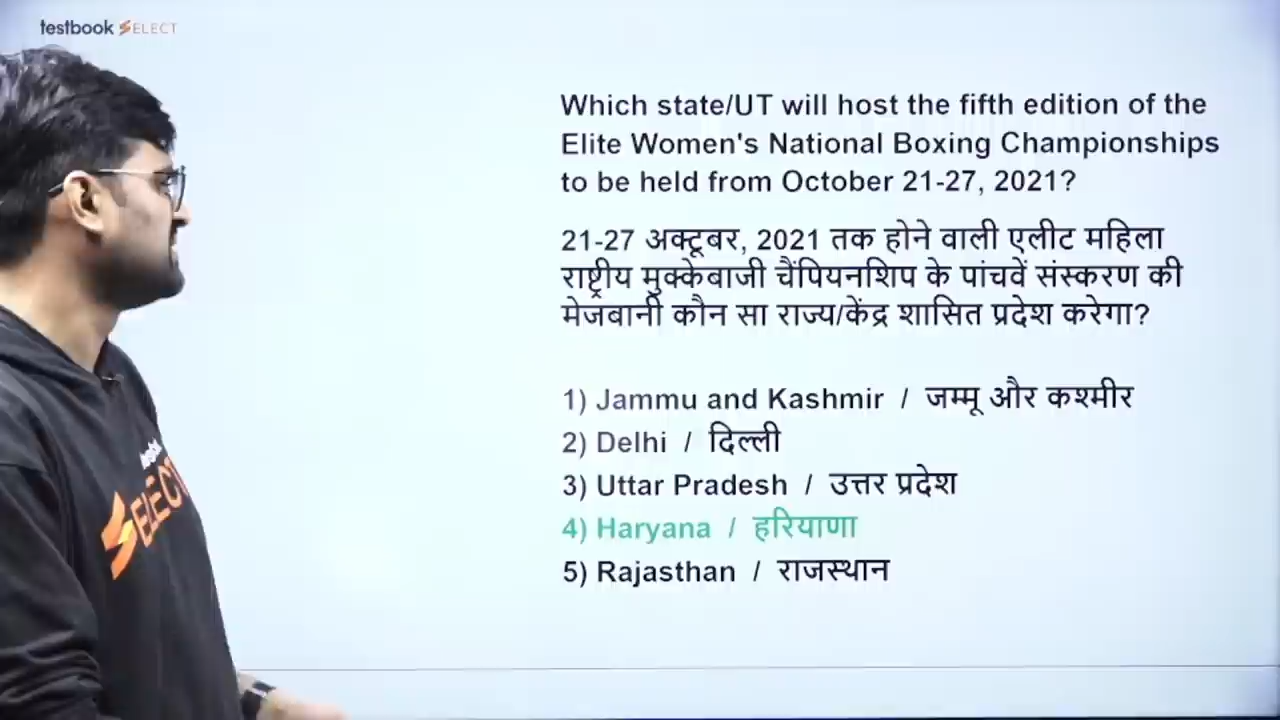 testbook SELECT
Which state/UT will host the fifth edition of the
Elite Women's National Boxing Championships
to be held from October 21-27, 2021?
21-27 अक्टूबर, 2021 तक होने वाली एलीट महिला
राष्ट्रीय मुक्केबाजी चैंपियनशिप के पांचवें संस्करण की
मेजबानी कौन सा राज्य/केंद्र शासित प्रदेश करेगा?
1) Jammu and Kashmir / जम्मू और कश्मीर
2) Delhi / दिल्ली
3) Uttar Pradesh / उत्तर प्रदेश
4) Haryana / हरियाणा
5) Rajasthan / राजस्थान
SELECT